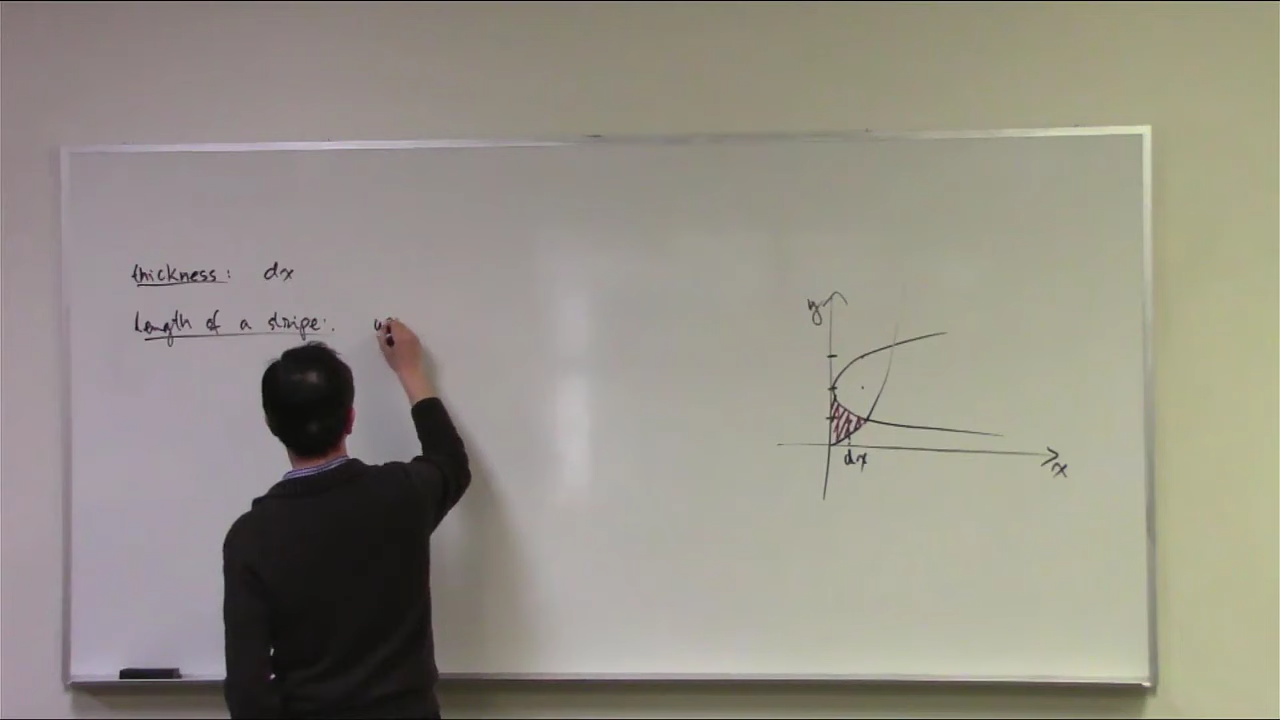 thickness: dx
Length of a stripe:
y
dx
x